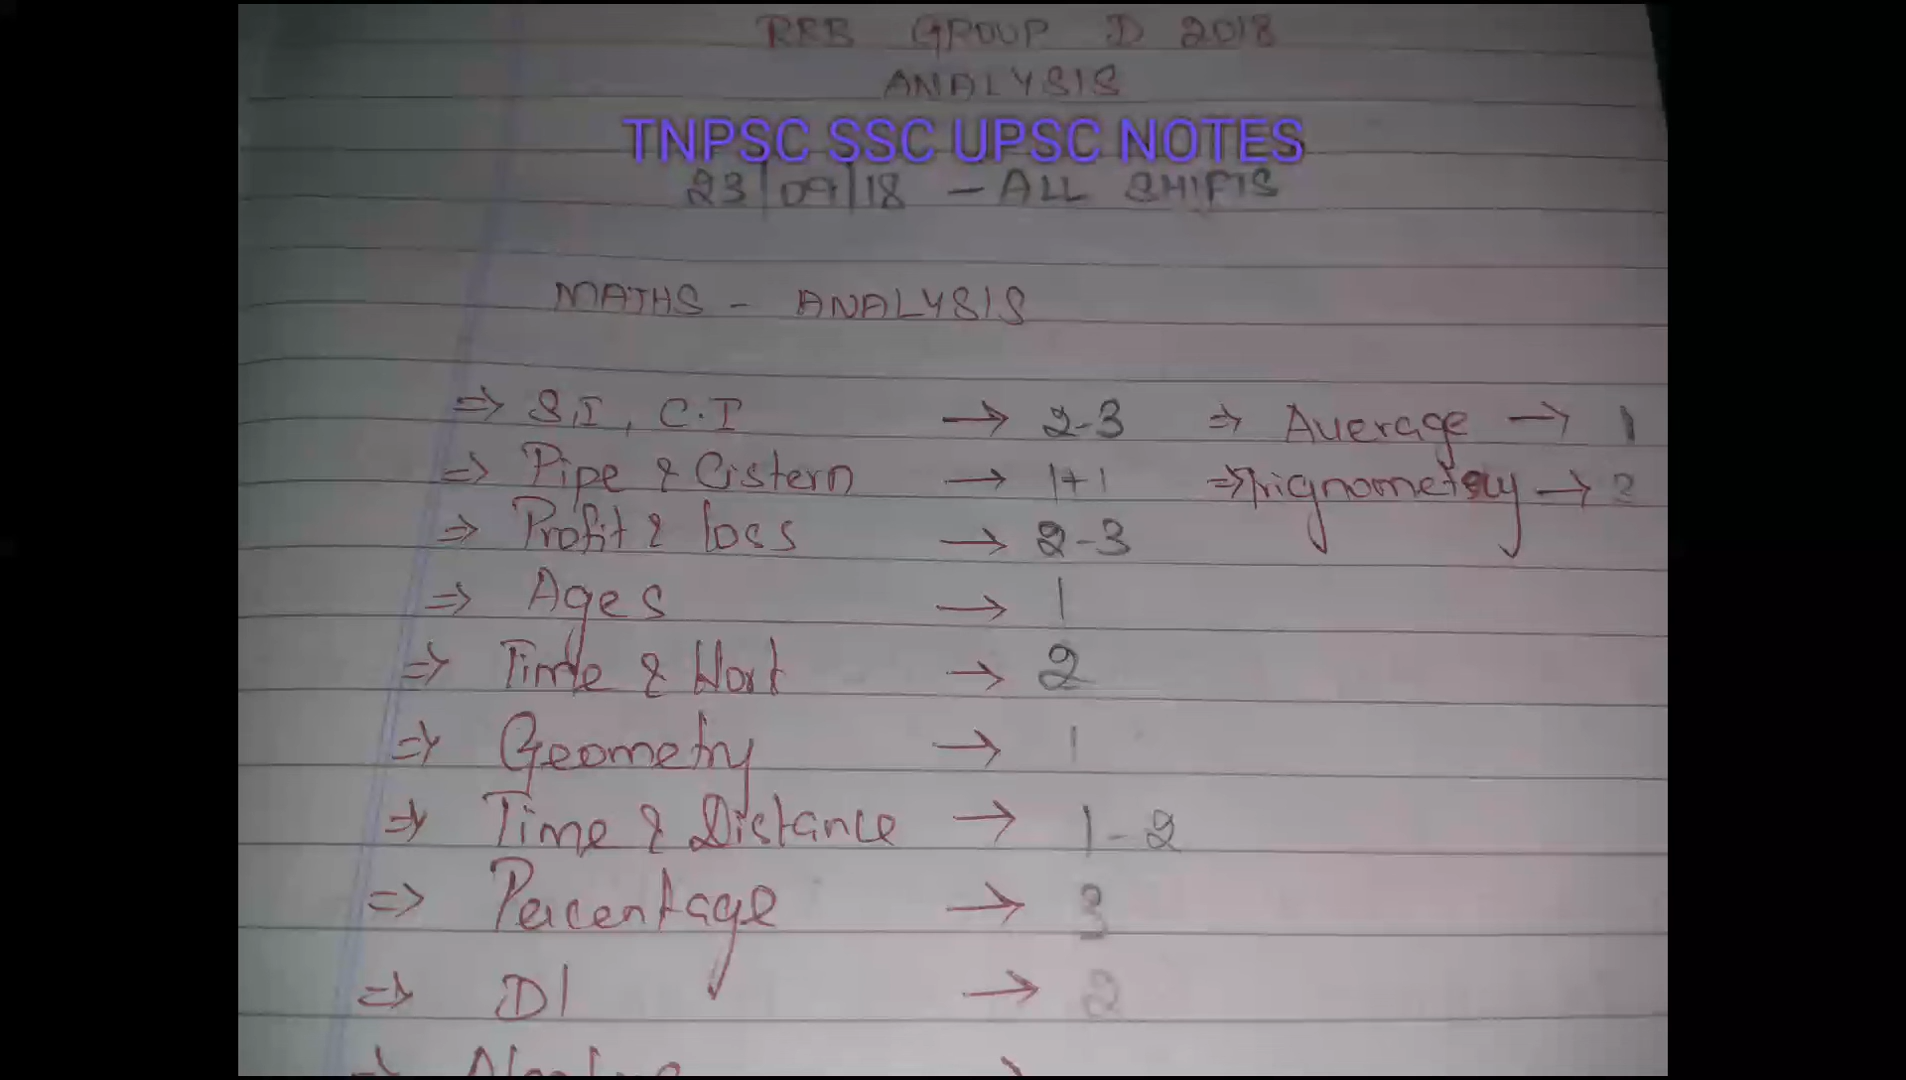 RRB GROUP D 2018
ANALYSIS
TNPSC SSC UPSC NOTES
23/09/18 - ALL SHIFTS
MATHS - ANALYSIS
⇒ S.I, C.I → 2-3 ⇒ Average → 1
⇒ Pipe & Cistern → 1+1 ⇒ Trignometry →
⇒ Profit & loss → 2-3
⇒ Ages → 1
⇒ Time & Work → 2
⇒ Geometry → 1
⇒ Time & Distance → 1-2
⇒ Percentage → 3
⇒ DI → 2